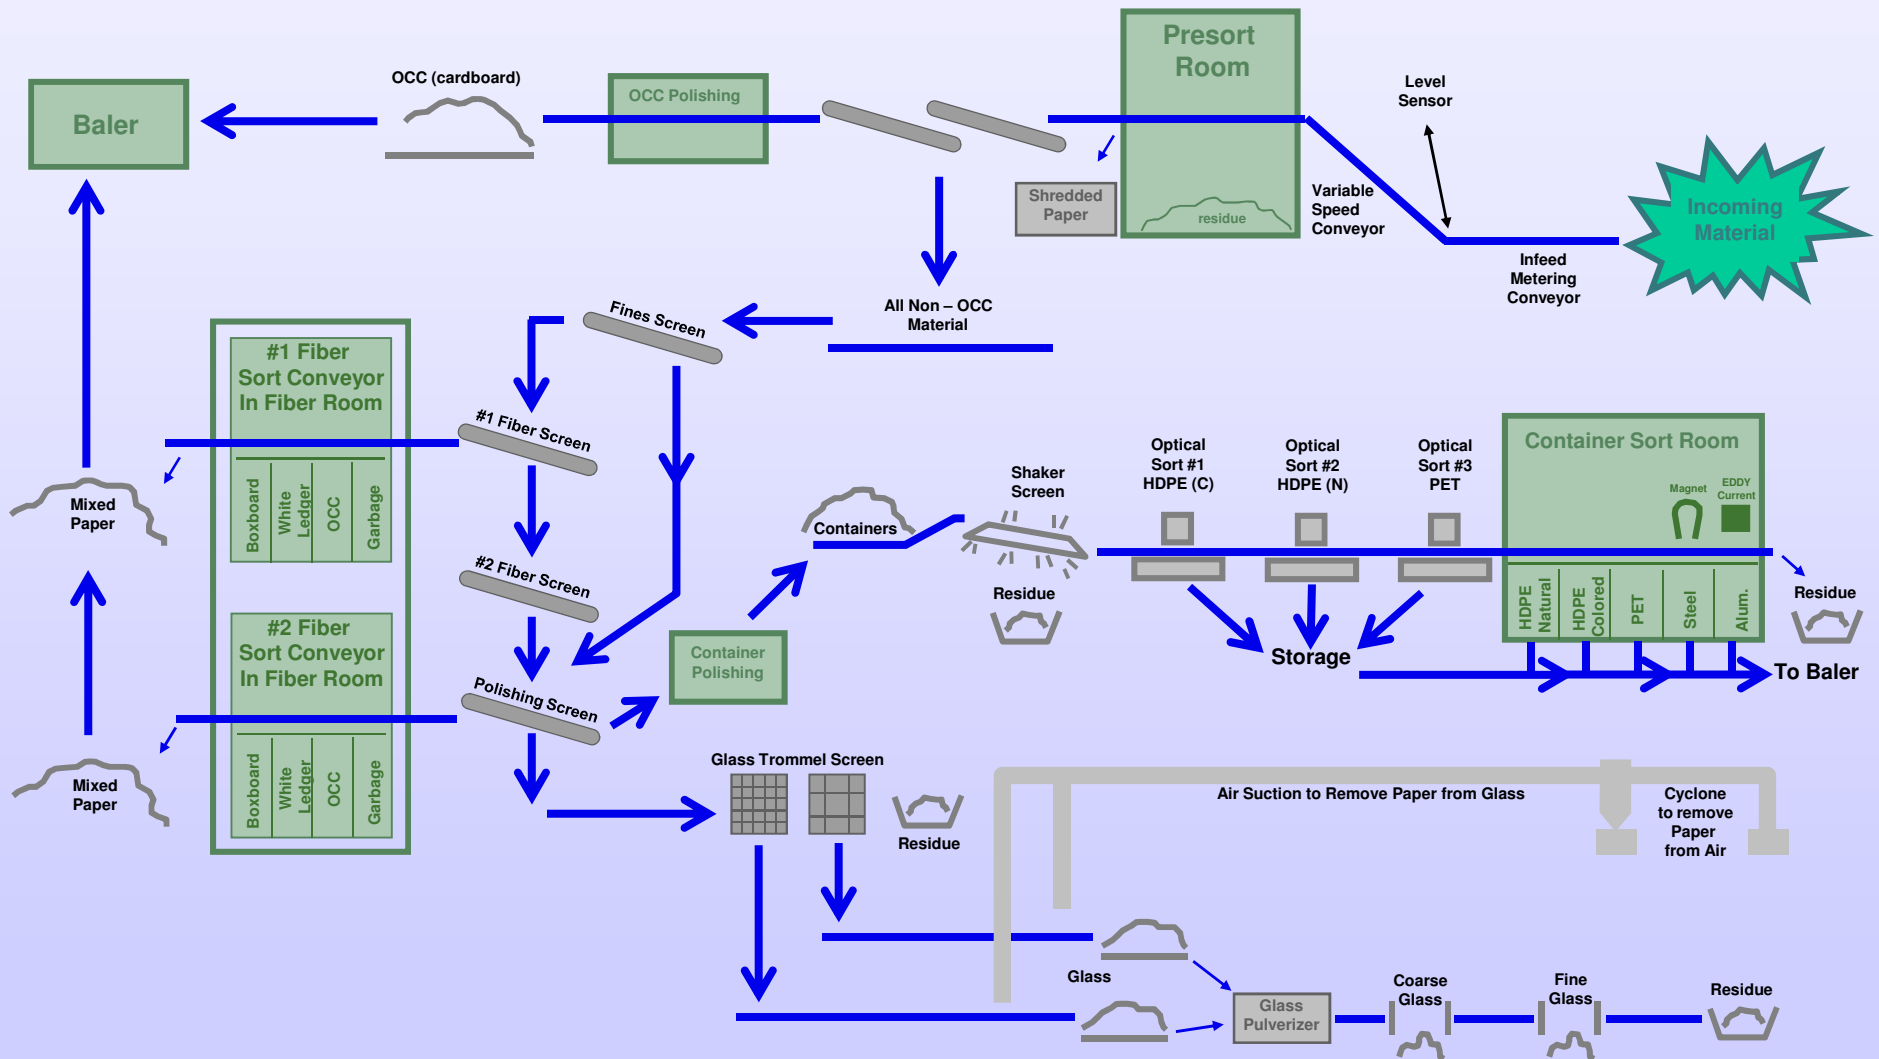 Presort
Room
residue
Level
Sensor
Incoming
Material
Variable
Speed
Conveyor
Infeed
Metering
Conveyor
Shredded
Paper
OCC Polishing
OCC (cardboard)
Baler
All Non – OCC
Material
Fines Screen
#1 Fiber Screen
#2 Fiber Screen
Polishing Screen
#1 Fiber
Sort Conveyor
In Fiber Room
Boxboard
White
Ledger
OCC
Garbage
Mixed
Paper
#2 Fiber
Sort Conveyor
In Fiber Room
Boxboard
White
Ledger
OCC
Garbage
Mixed
Paper
Container
Polishing
Containers
Shaker
Screen
Residue
Optical
Sort #1
HDPE (C)
Optical
Sort #2
HDPE (N)
Optical
Sort #3
PET
Storage
Container Sort Room
Magnet
EDDY
Current
HDPE
Natural
HDPE
Colored
PET
Steel
Alum.
Residue
To Baler
Glass Trommel Screen
Residue
Air Suction to Remove Paper from Glass
Cyclone
to remove
Paper
from Air
Glass
Glass
Pulverizer
Coarse
Glass
Fine
Glass
Residue